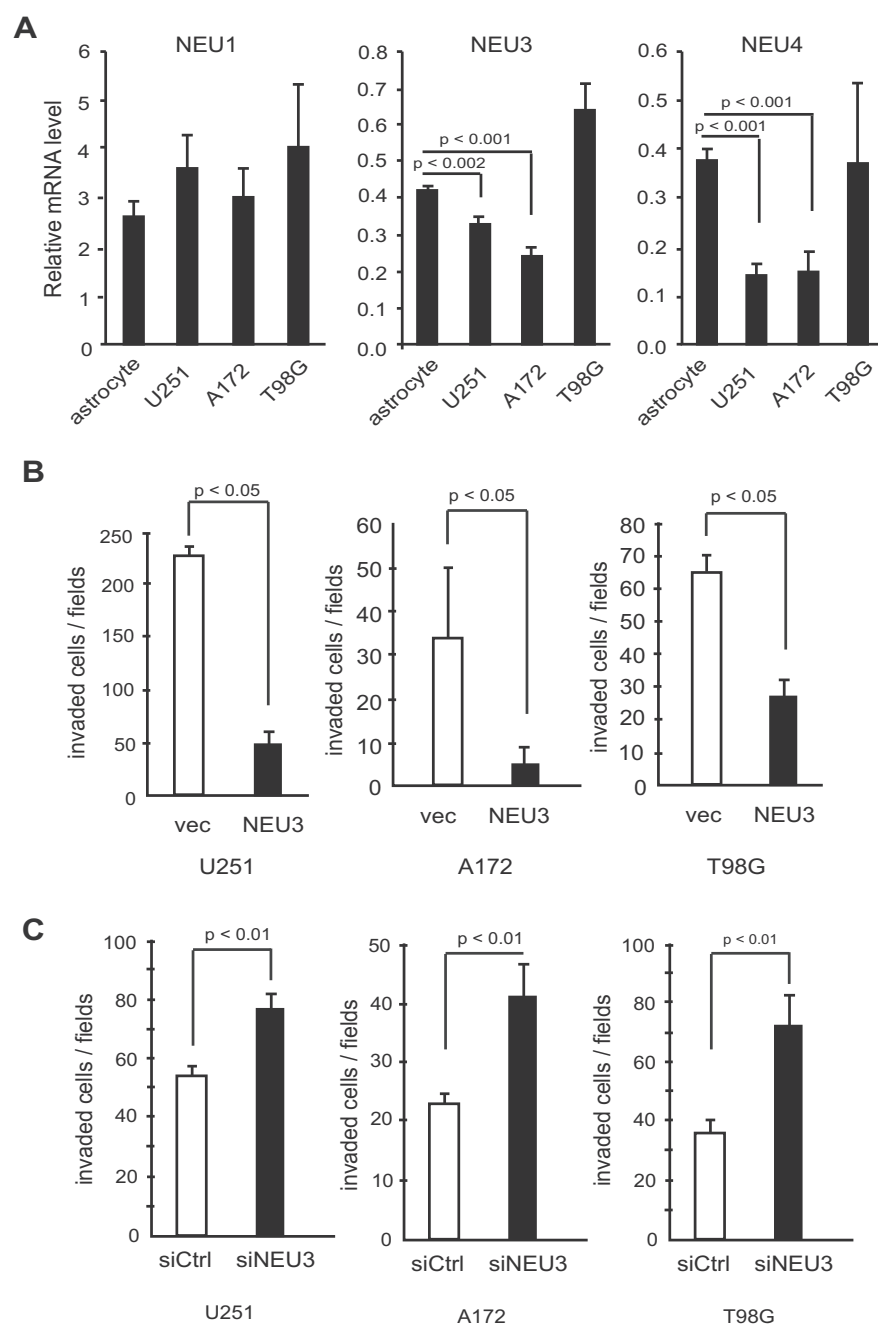 A
NEU1
NEU3
NEU4
Relative mRNA level
6
5
4
3
2
1
0
astrocyte
U251
A172
T98G
0.8
0.7
0.6
0.5
0.4
0.3
0.2
0.1
0.0
p < 0.001
p < 0.002
astrocyte
U251
A172
T98G
0.6
0.5
0.4
0.3
0.2
0.1
0.0
p < 0.001
p < 0.001
astrocyte
U251
A172
T98G
B
invaded cells / fields
250
200
150
100
50
0
p < 0.05
vec NEU3
U251
invaded cells / fields
60
50
40
30
20
10
0
p < 0.05
vec NEU3
A172
invaded cells / fields
80
70
60
50
40
30
20
10
0
p < 0.05
vec NEU3
T98G
C
invaded cells / fields
100
80
60
40
20
0
p < 0.01
siCtrl siNEU3
U251
invaded cells / fields
50
40
30
20
10
0
p < 0.01
siCtrl siNEU3
A172
invaded cells / fields
100
80
60
40
20
0
p < 0.01
siCtrl siNEU3
T98G